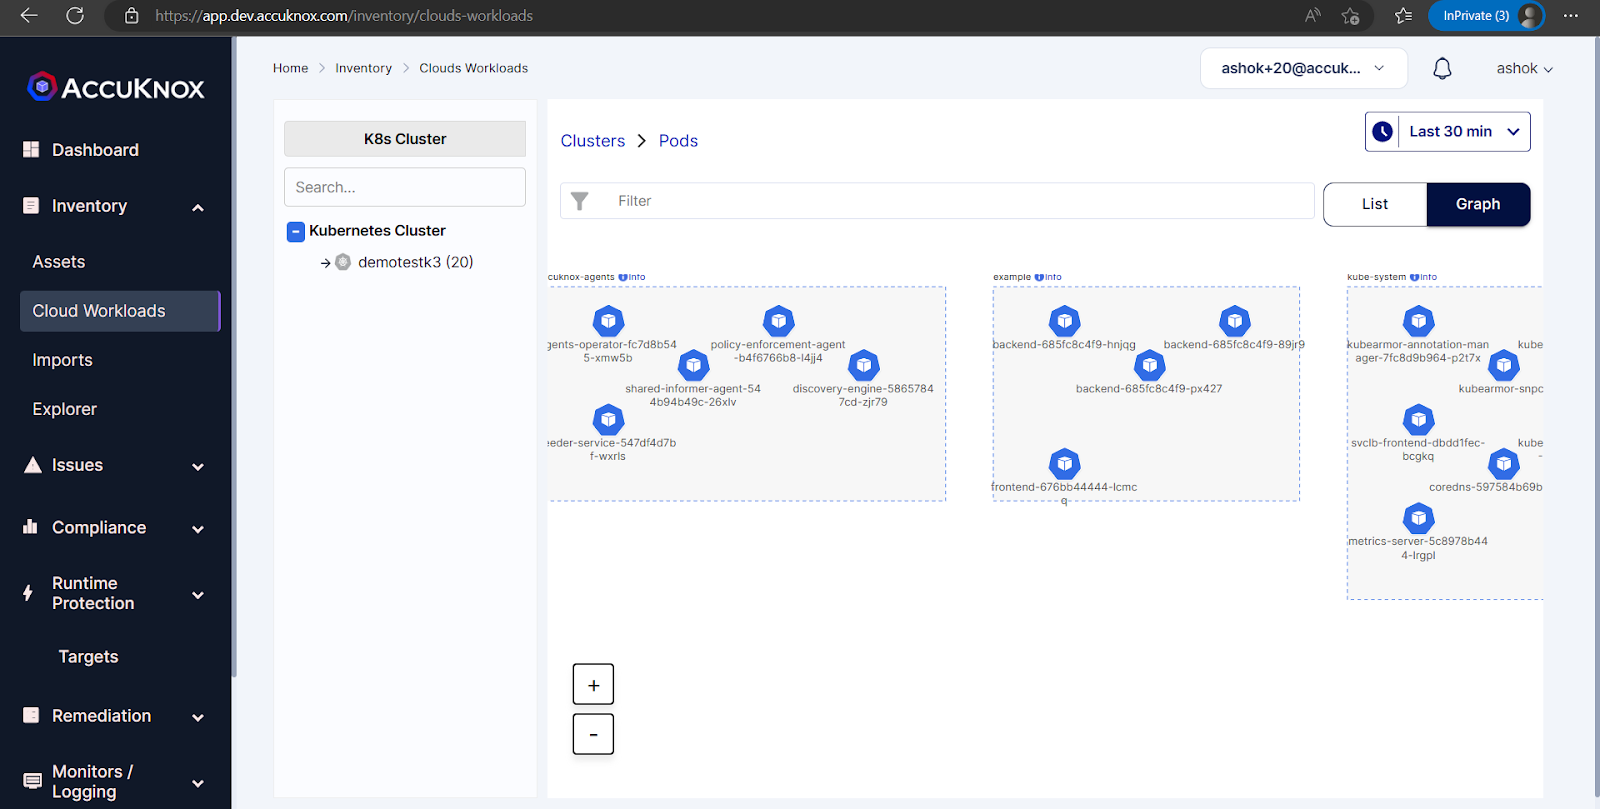 https://app.dev.accuknox.com/inventory/clouds-workloads
InPrivate (3)
ACCUKNOX
Dashboard
Inventory
Assets
Cloud Workloads
Imports
Explorer
Issues
Compliance
Runtime
Protection
Targets
Remediation
Monitors /
Logging
Home > Inventory > Clouds Workloads
ashok+20@accuk...
ashok
K8s Cluster
Search...
Kubernetes Cluster
demotestk3 (20)
Clusters > Pods
Last 30 min
Filter
List
Graph
cuknox-agents info
gents-operator-fc7d8b54
5-xmw5b
policy-enforcement-agent
-b4f6766b8-l4jj4
shared-informer-agent-54
4b94b49c-26xlv
discovery-engine-5865784
7cd-zjr79
eeder-service-547df4d7b
f-wxrls
example info
backend-685fc8c4f9-hnjqg
backend-685fc8c4f9-89jr9
backend-685fc8c4f9-px427
frontend-676bb44444-lcmc
q
kube-system info
kubearmor-annotation-man
ager-7fc8d9b964-p2t7x
kube
kubearmor-snpc
svclb-frontend-dbdd1fec-
bcgkq
kube
-
coredns-597584b69b
metrics-server-5c8978b44
4-lrgpl
+
-